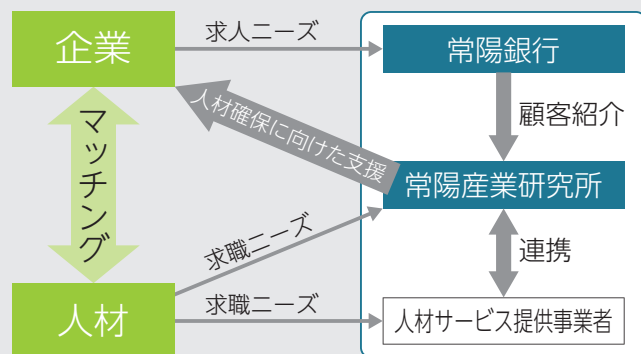 企業
求人ニーズ
常陽銀行
人材確保に向けた支援
顧客紹介
マッチング
常陽産業研究所
求職ニーズ
連携
人材
求職ニーズ
人材サービス提供事業者